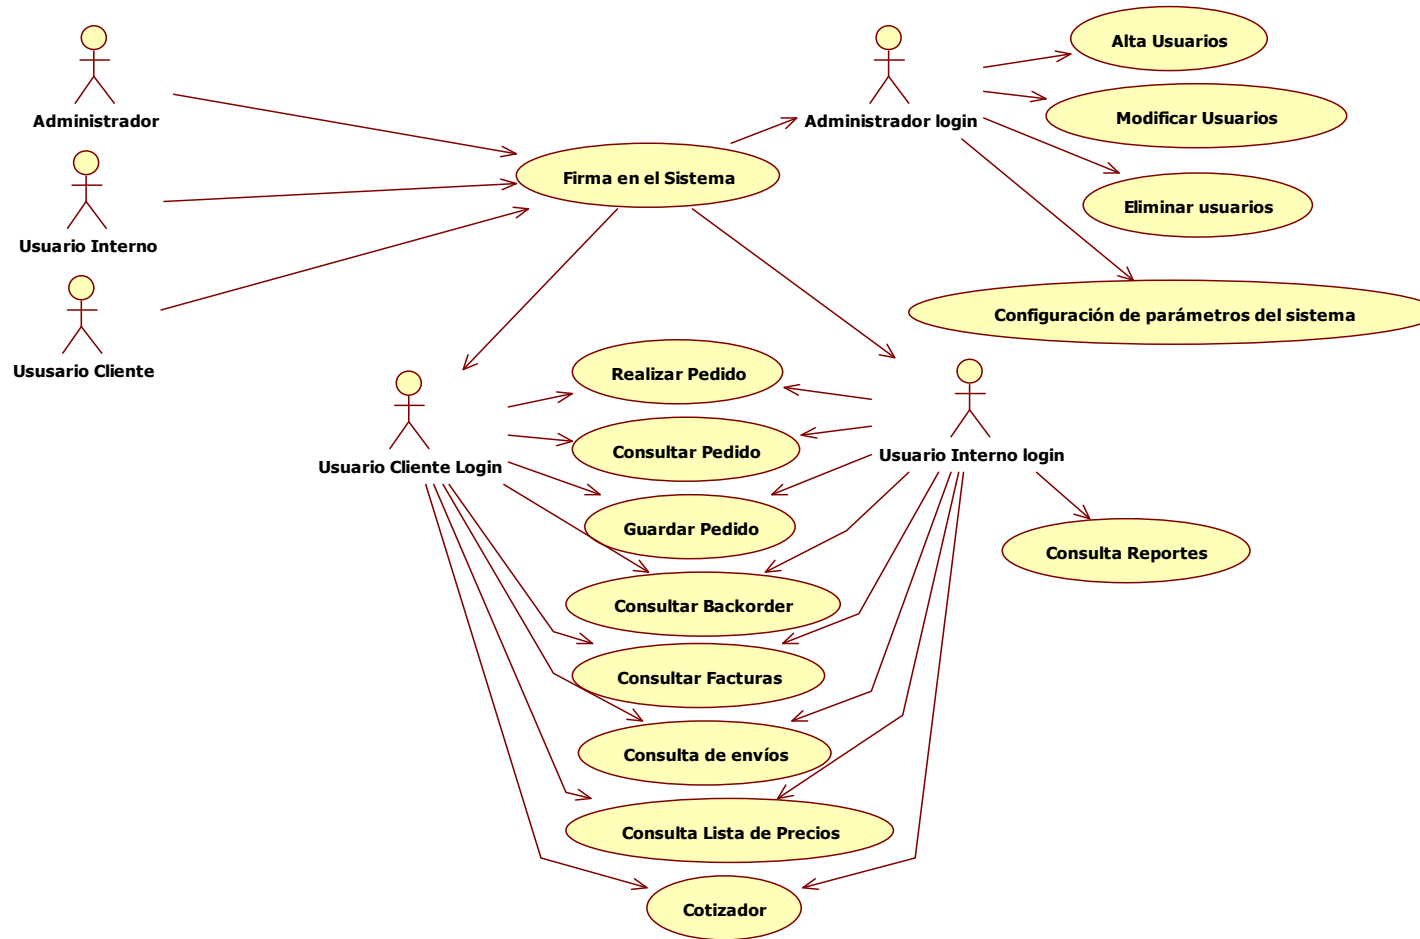 Administrador
Administrador login
Alta Usuarios
Modificar Usuarios
Firma en el Sistema
Eliminar usuarios
Usuario Interno
Configuración de parámetros del sistema
Ususario Cliente
Realizar Pedido
Consultar Pedido
Usuario Cliente Login
Usuario Interno login
Guardar Pedido
Consulta Reportes
Consultar Backorder
Consultar Facturas
Consulta de envíos
Consulta Lista de Precios
Cotizador